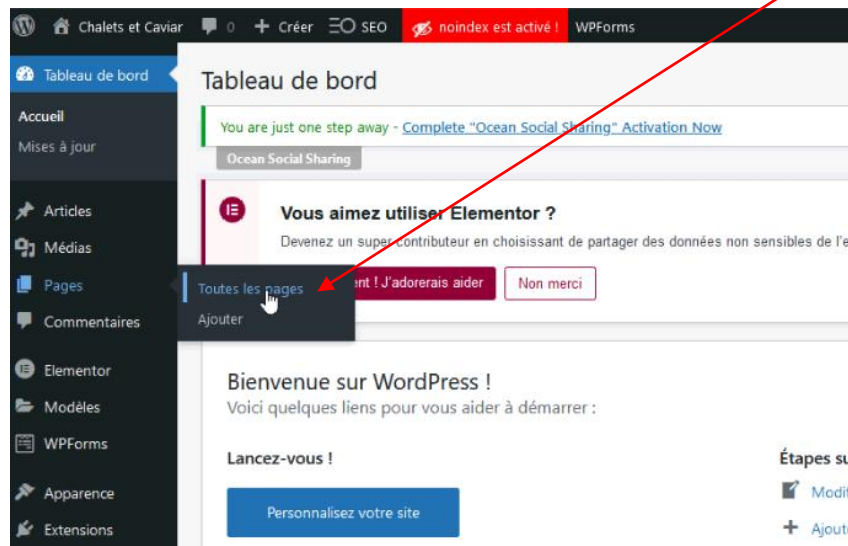 Chalets et Caviar 0 + Créer SEO noindex est activé ! WPForms
Tableau de bord
Accueil
Mises à jour
Articles
Médias
Pages
Commentaires
Elementor
Modèles
WPForms
Apparence
Extensions
Toutes les pages
Ajouter
Tableau de bord
You are just one step away - Complete "Ocean Social Sharing" Activation Now
Ocean Social Sharing
Vous aimez utiliser Elementor ?
Devenez un super contributeur en choisissant de partager des données non sensibles de l'e
! J'adorerais aider Non merci
Bienvenue sur WordPress !
Voici quelques liens pour vous aider à démarrer :
Lancez-vous !
Personnalisez votre site
Étapes su
Modif
+ Ajout